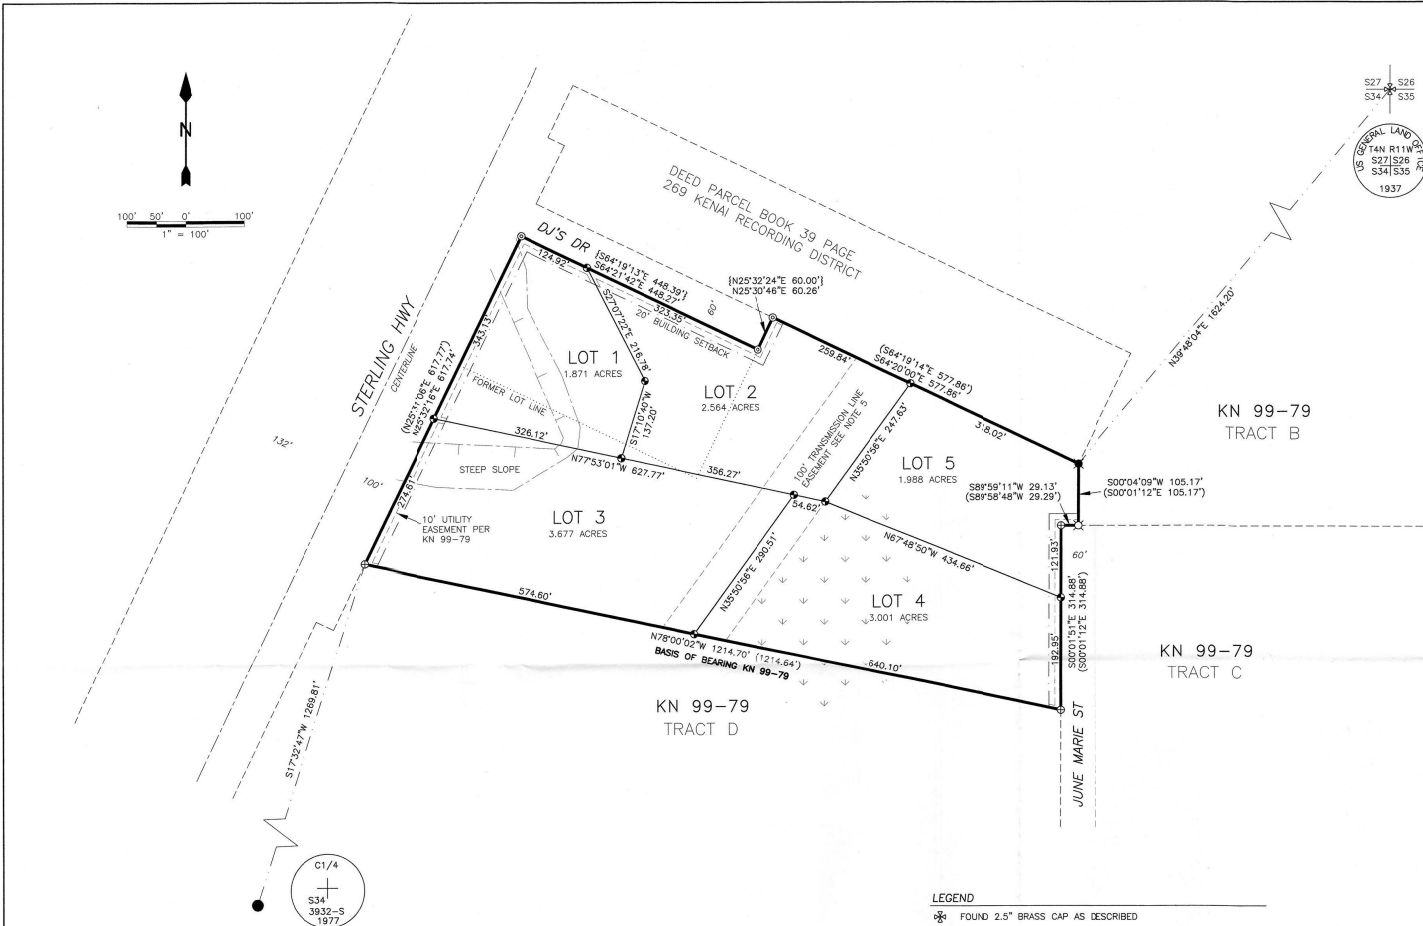 S27 S26
S34 S35
US GENERAL LAND OFFICE
T4N R11W
S27 S26
S34 S35
1937
N
100' 50' 0' 100'
1" = 100'
DEED PARCEL BOOK 39 PAGE
269 KENAI RECORDING DISTRICT
DJ'S DR
124.92'
{S64°19'13"E 448.39'}
S64°21'42"E 448.27'
323.35'
60'
20' BUILDING SETBACK
{N25°32'24"E 60.00'}
N25°30'46"E 60.26'
N39°48'04"E 1624.20'
STERLING HWY
CENTERLINE
343.13'
(N25°31'06"E 617.77')
N25°32'16"E 617.74'
S27°07'22"E 216.78'
LOT 1
1.871 ACRES
FORMER LOT LINE
LOT 2
2.564 ACRES
259.84'
(S64°19'14"E 577.86')
S64°20'00"E 577.86'
318.02'
KN 99-79
TRACT B
S17°10'40"W
137.20'
100' TRANSMISSION LINE
EASEMENT SEE NOTE 5
N35°50'56"E 247.63'
LOT 5
1.988 ACRES
132'
326.12'
N77°53'01"W 627.77'
356.27'
STEEP SLOPE
S89°59'11"W 29.13'
(S89°58'48"W 29.29')
S00°04'09"W 105.17'
(S00°01'12"E 105.17')
100'
274.61'
10' UTILITY
EASEMENT PER
KN 99-79
LOT 3
3.677 ACRES
54.62'
N67°48'50"W 434.66'
121.93'
60'
N35°50'56"E 290.51'
574.60'
LOT 4
3.001 ACRES
S00°01'51"E 314.88'
(S00°01'12"E 314.88')
192.95'
N78°00'02"W 1214.70' (1214.64')
BASIS OF BEARING KN 99-79
640.10'
KN 99-79
TRACT C
KN 99-79
TRACT D
JUNE MARIE ST
S17°32'47"W 1269.81'
C1/4
S34
3932-S
1977
LEGEND
FOUND 2.5" BRASS CAP AS DESCRIBED